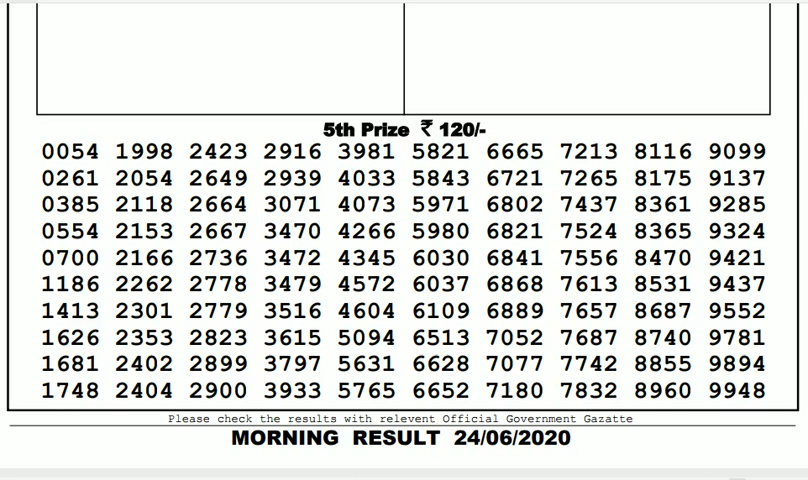 5th Prize ₹ 120/-
0054 1998 2423 2916 3981 5821 6665 7213 8116 9099
0261 2054 2649 2939 4033 5843 6721 7265 8175 9137
0385 2118 2664 3071 4073 5971 6802 7437 8361 9285
0554 2153 2667 3470 4266 5980 6821 7524 8365 9324
0700 2166 2736 3472 4345 6030 6841 7556 8470 9421
1186 2262 2778 3479 4572 6037 6868 7613 8531 9437
1413 2301 2779 3516 4604 6109 6889 7657 8687 9552
1626 2353 2823 3615 5094 6513 7052 7687 8740 9781
1681 2402 2899 3797 5631 6628 7077 7742 8855 9894
1748 2404 2900 3933 5765 6652 7180 7832 8960 9948
Please check the results with relevent Official Government Gazatte
MORNING RESULT 24/06/2020